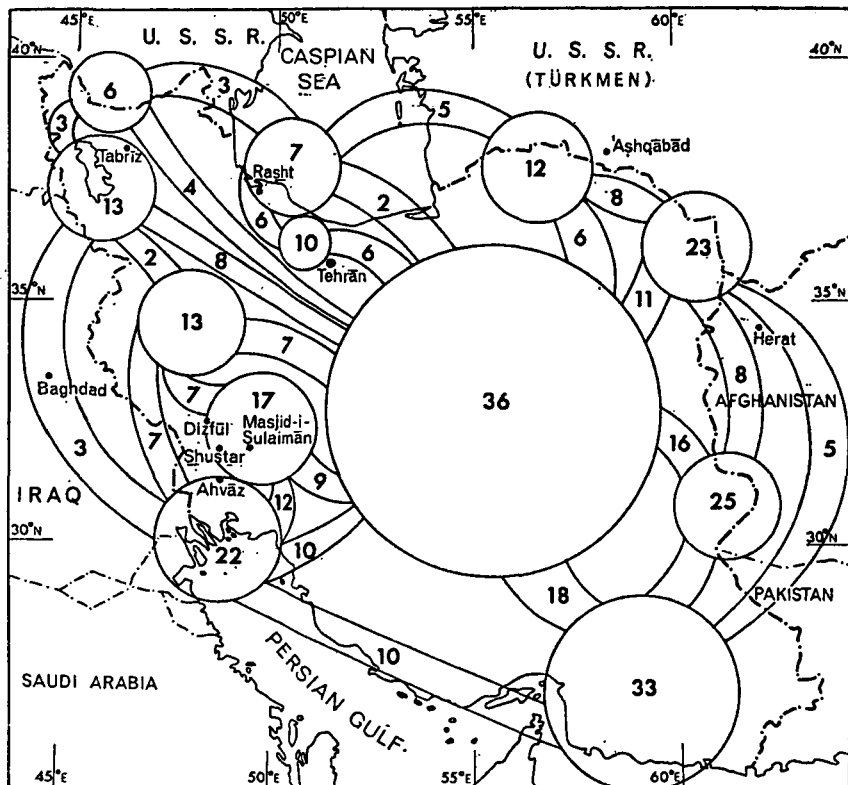 45°E 50°E 55°E 60°E
U. S. S. R.
CASPIAN
SEA
U. S. S. R.
(TÜRKMEN)
40°N
40°N
6
3
5
3
7
12
'Ashqābād
Tabrīz
Rasht
13
4
2
8
6
10
6
6
23
Tehrān
2
8
11
35°N
35°N
13
7
Herat
8
AFGHANISTAN
Baghdad
7
17
36
Dizfūl
Masjid-i-
Sulaimān
Shuṣtar
3
7
16
5
9
Ahvāz
12
25
IRAQ
30°N
30°N
22
10
18
PAKISTAN
SAUDI ARABIA
PERSIAN GULF.
10
33
45°E 50°E 55°E 60°E